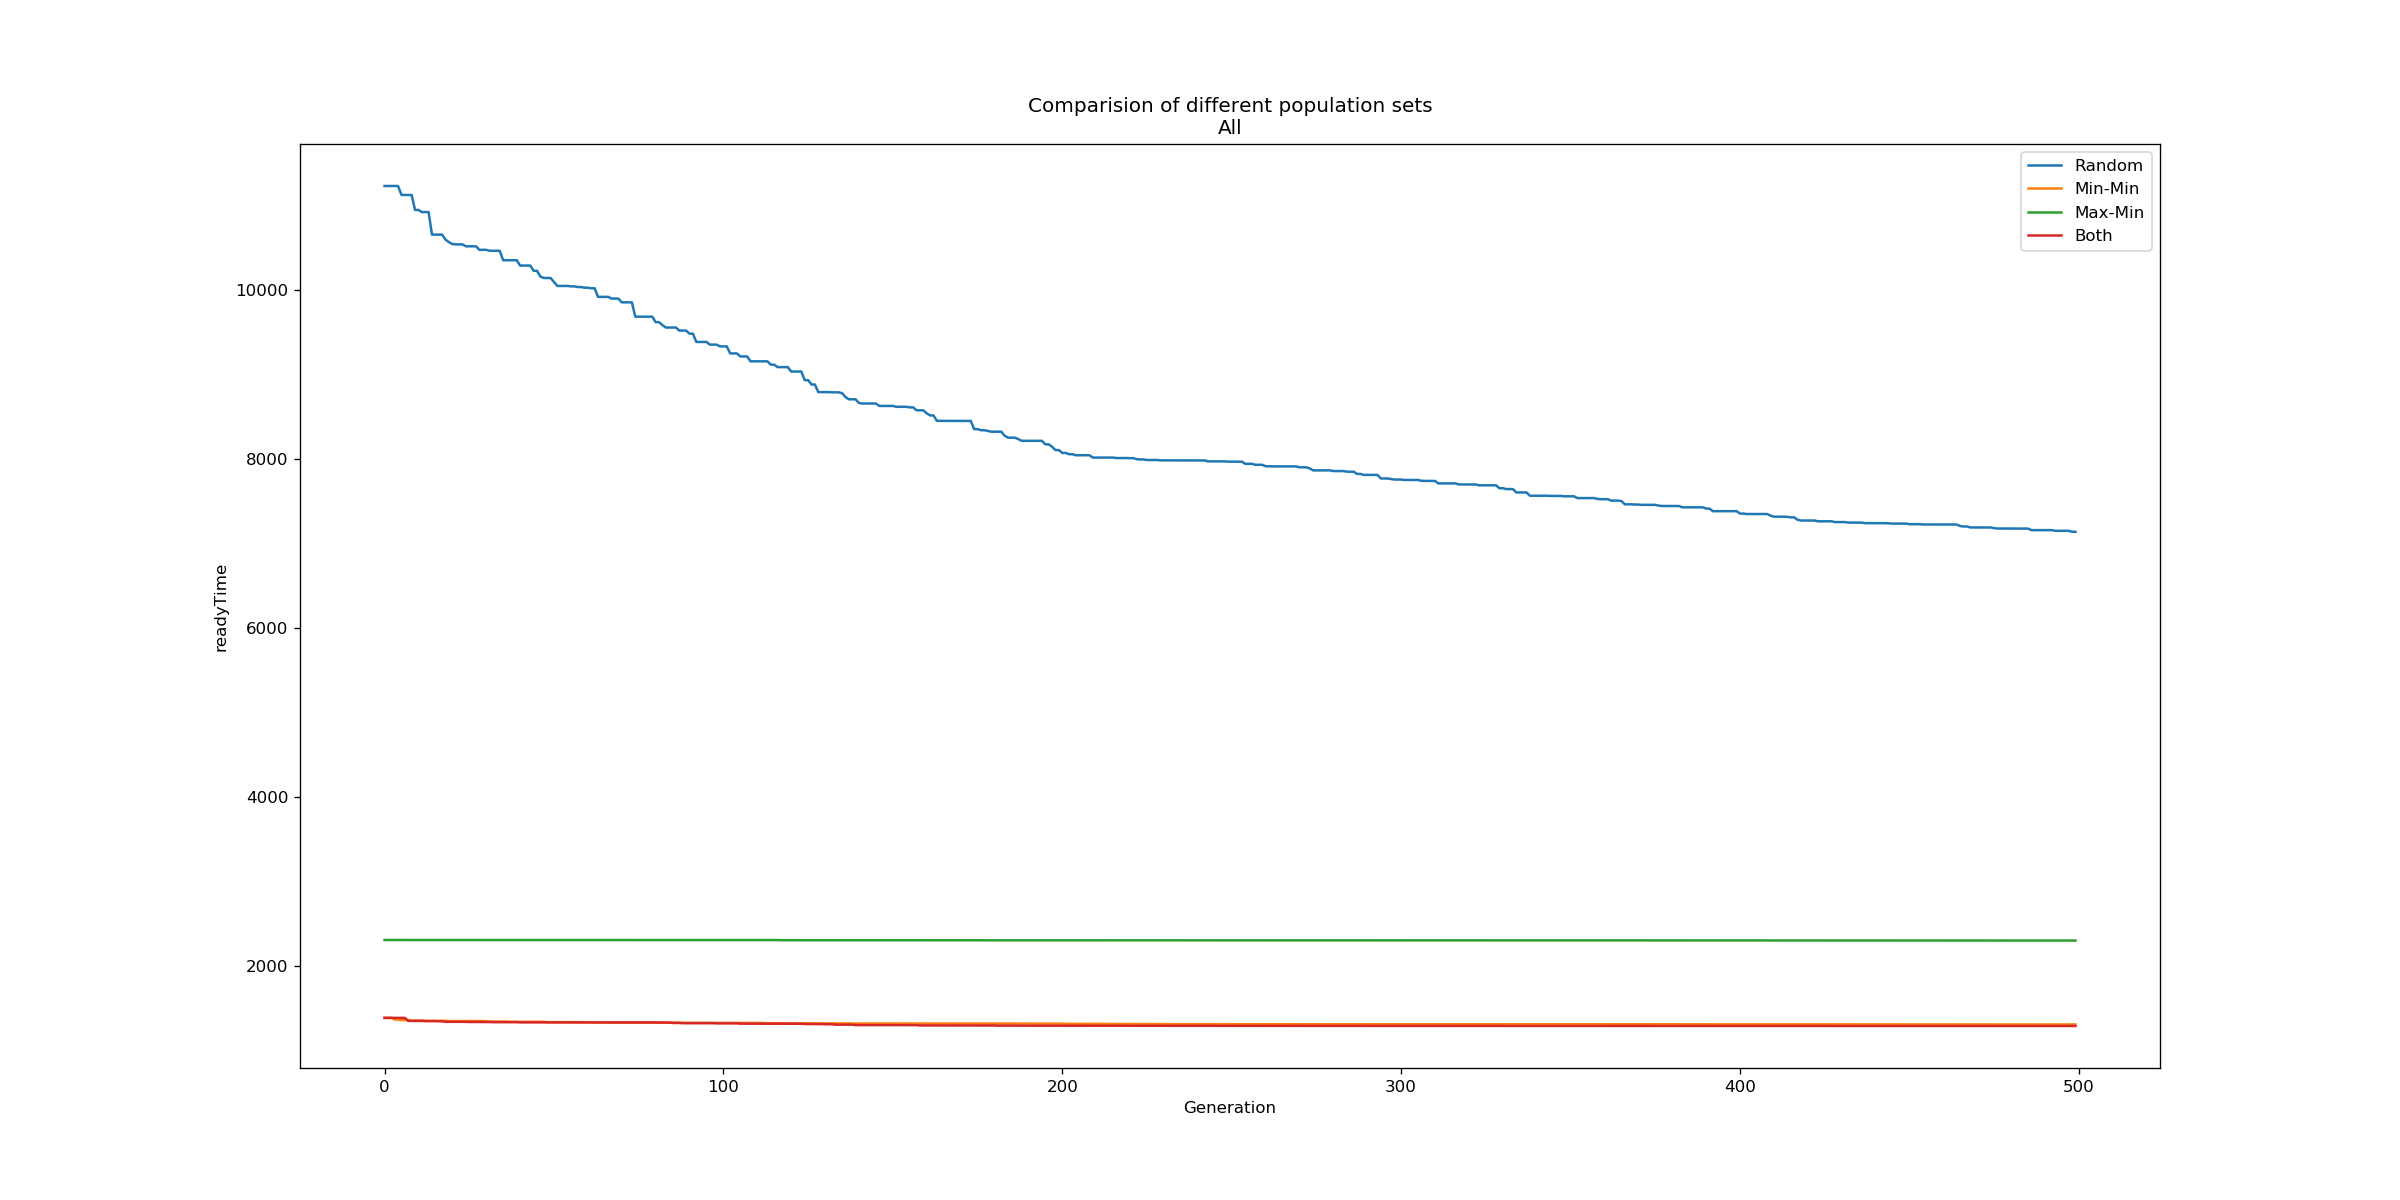 Comparision of different population sets
All
Random
Min-Min
Max-Min
Both
10000
8000
6000
4000
2000
readyTime
0
100
200
300
400
500
Generation